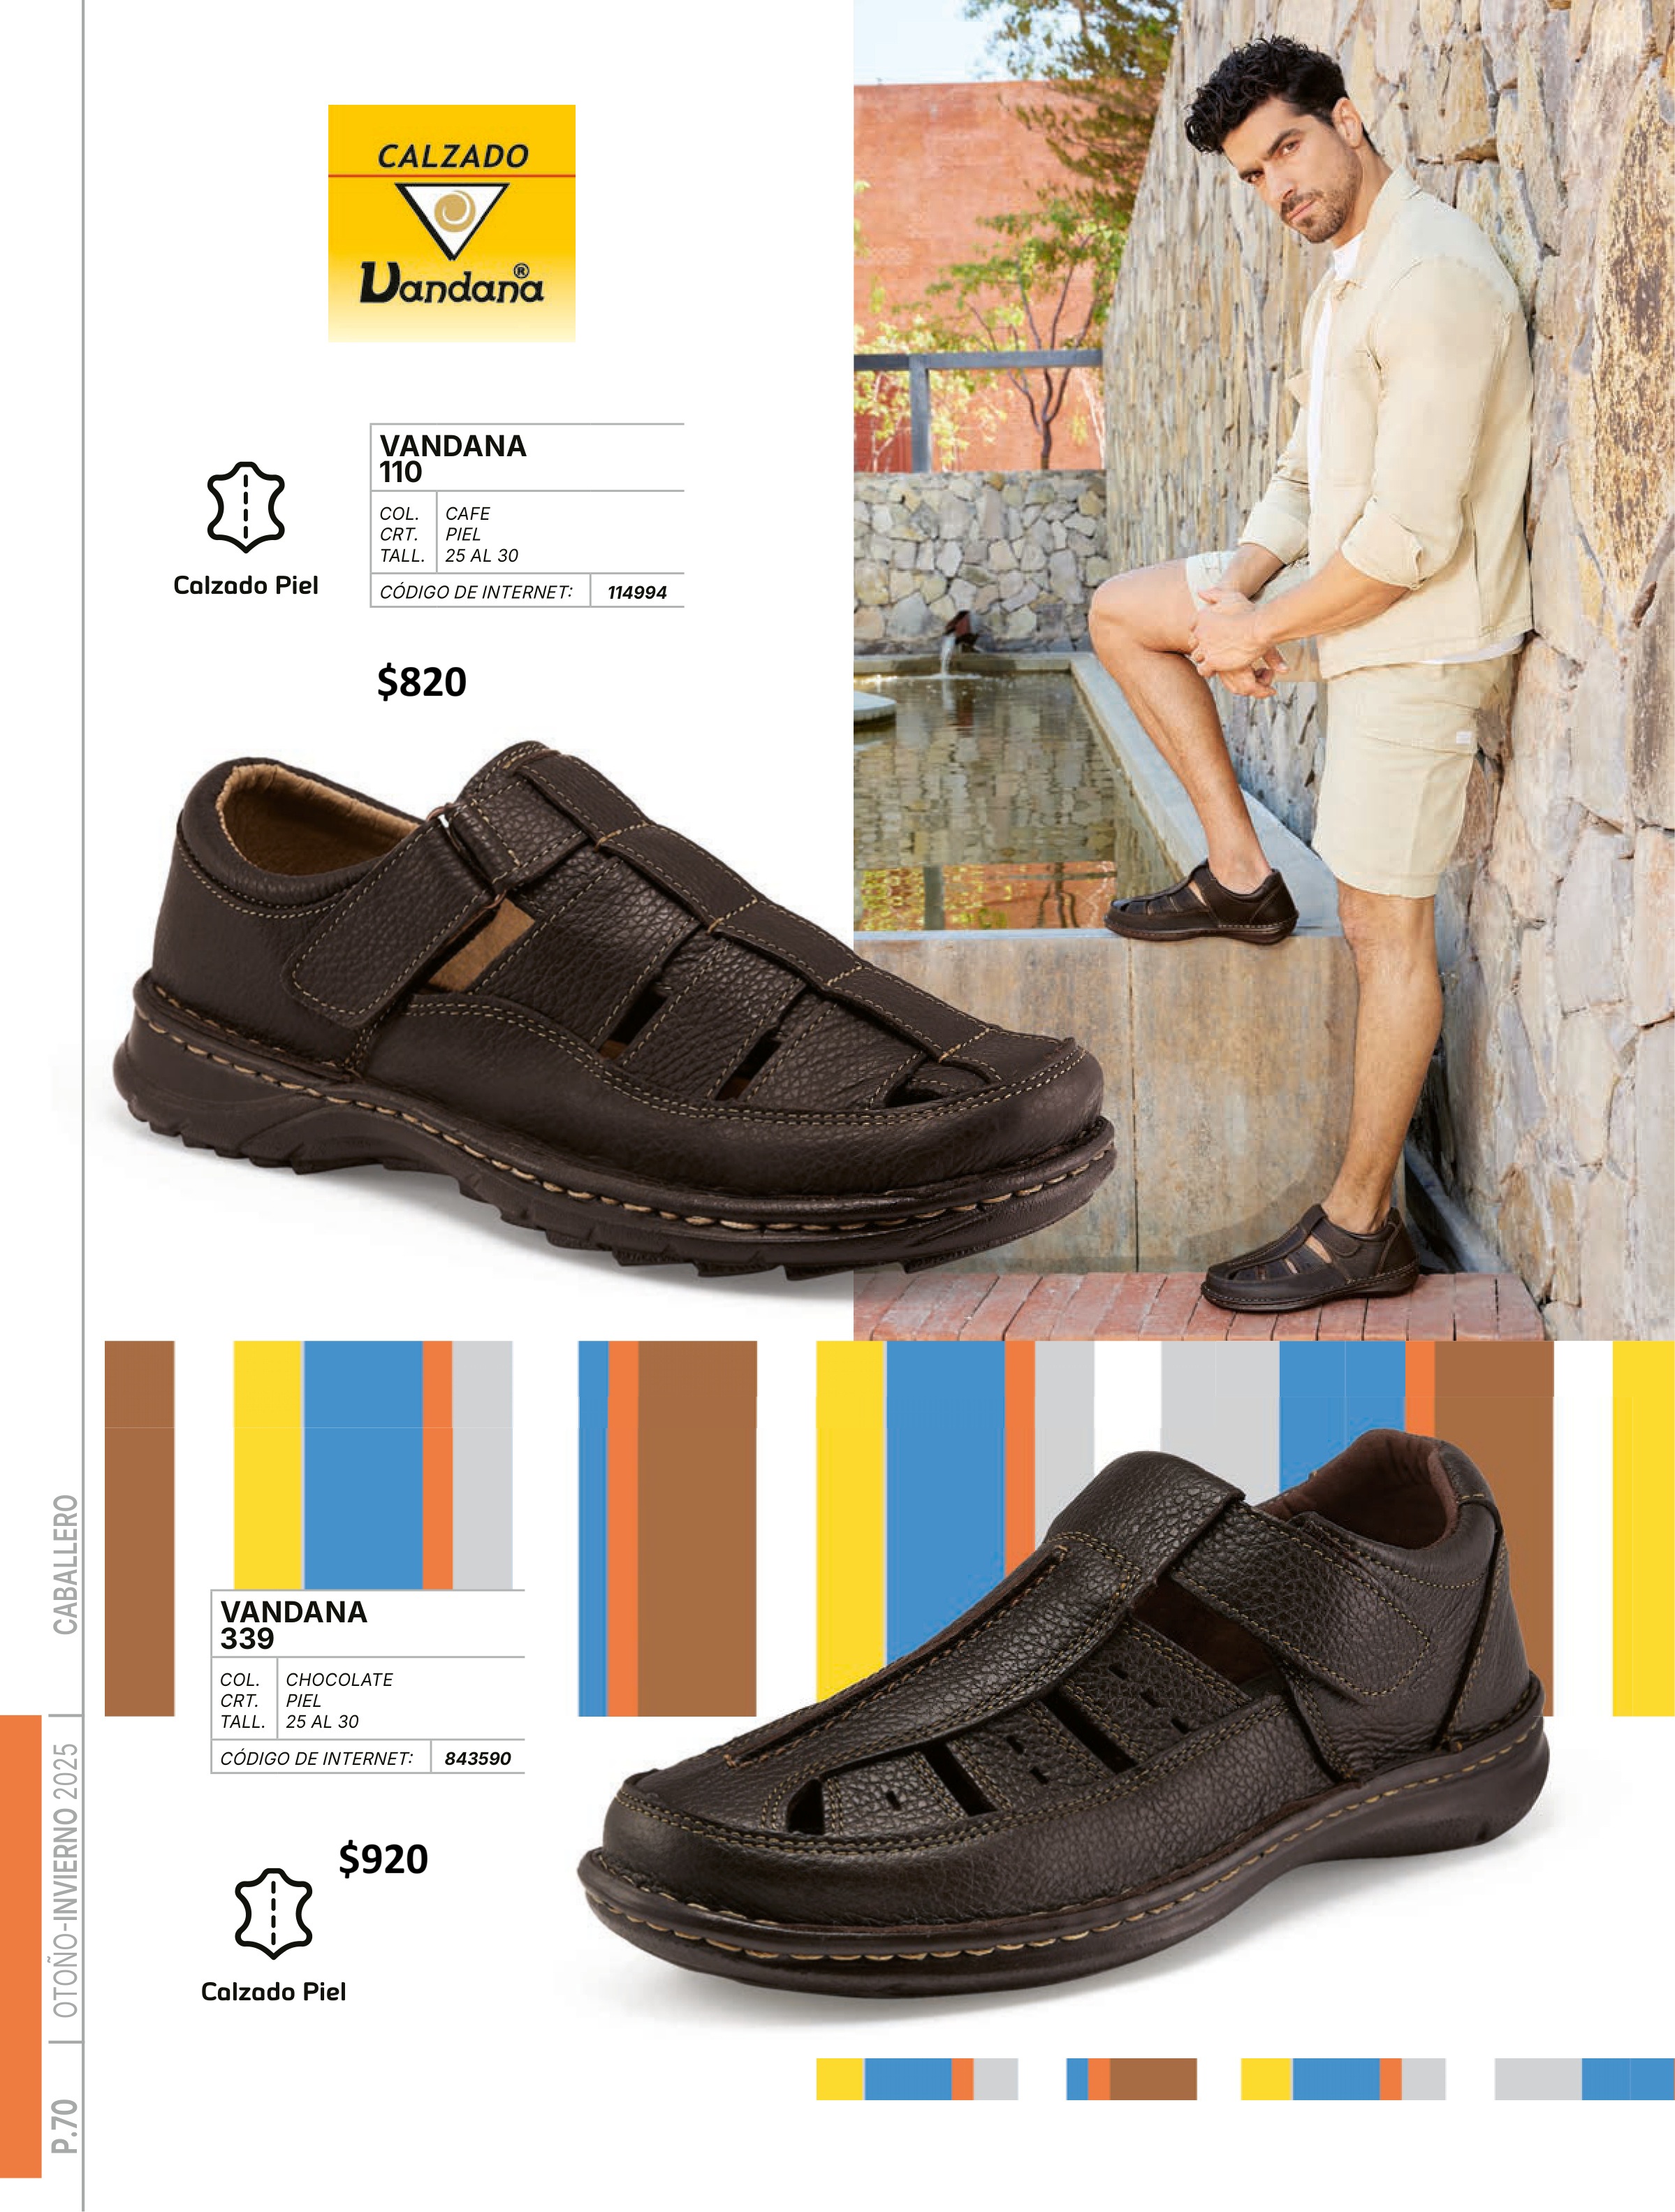 CALZADO
Vandana®
VANDANA
110
COL. CAFE
CRT. PIEL
TALL. 25 AL 30
CÓDIGO DE INTERNET: 114994
Calzado Piel
$820
VANDANA
339
COL. CHOCOLATE
CRT. PIEL
TALL. 25 AL 30
CÓDIGO DE INTERNET: 843590
$920
Calzado Piel
CABALLERO
OTOÑO-INVIERNO 2025
P.70